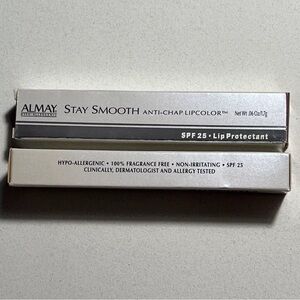 ALMAY
STAY SMOOTH ANTI-CHAP LIPCOLOR™ Net Wt .06 Oz/1.7g
SPF 25 • Lip Protectant
HYPO-ALLERGENIC • 100% FRAGRANCE FREE • NON-IRRITATING • SPF 25
CLINICALLY, DERMATOLOGIST AND ALLERGY TESTED